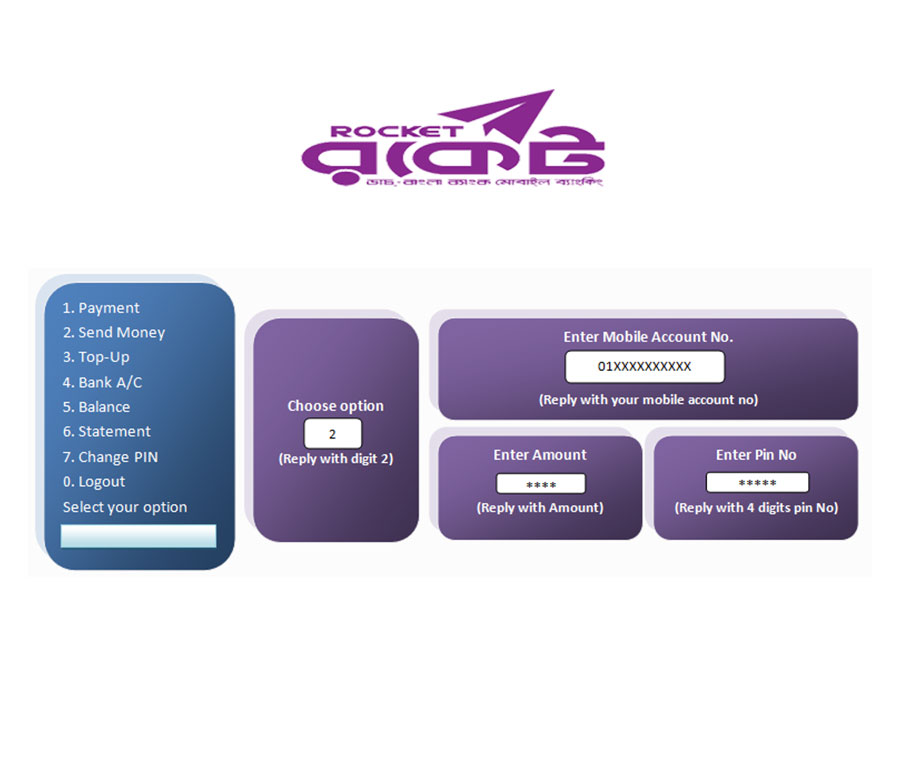 ROCKET
রকেট
ডাচ্-বাংলা ব্যাংক মোবাইল ব্যাংকিং
1. Payment
2. Send Money
3. Top-Up
4. Bank A/C
5. Balance
6. Statement
7. Change PIN
0. Logout
Select your option
Choose option
2
(Reply with digit 2)
Enter Mobile Account No.
01XXXXXXXXXX
(Reply with your mobile account no)
Enter Amount
****
(Reply with Amount)
Enter Pin No
*****
(Reply with 4 digits pin No)